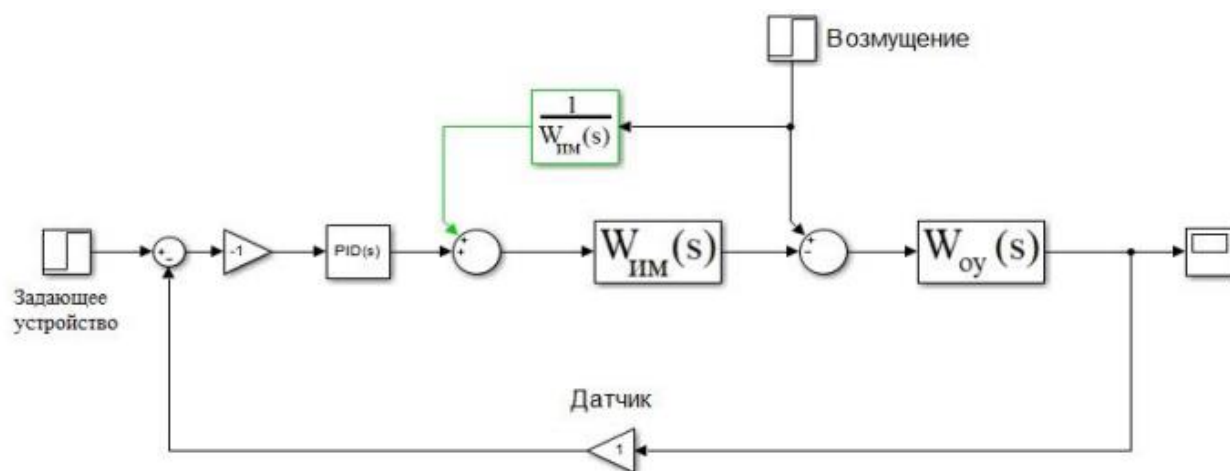 Возмущение
1
W_им(s)
+
-
-1
PID(s)
+
+
W_им(s)
+
-
W_оу(s)
Задающее
устройство
Датчик
1